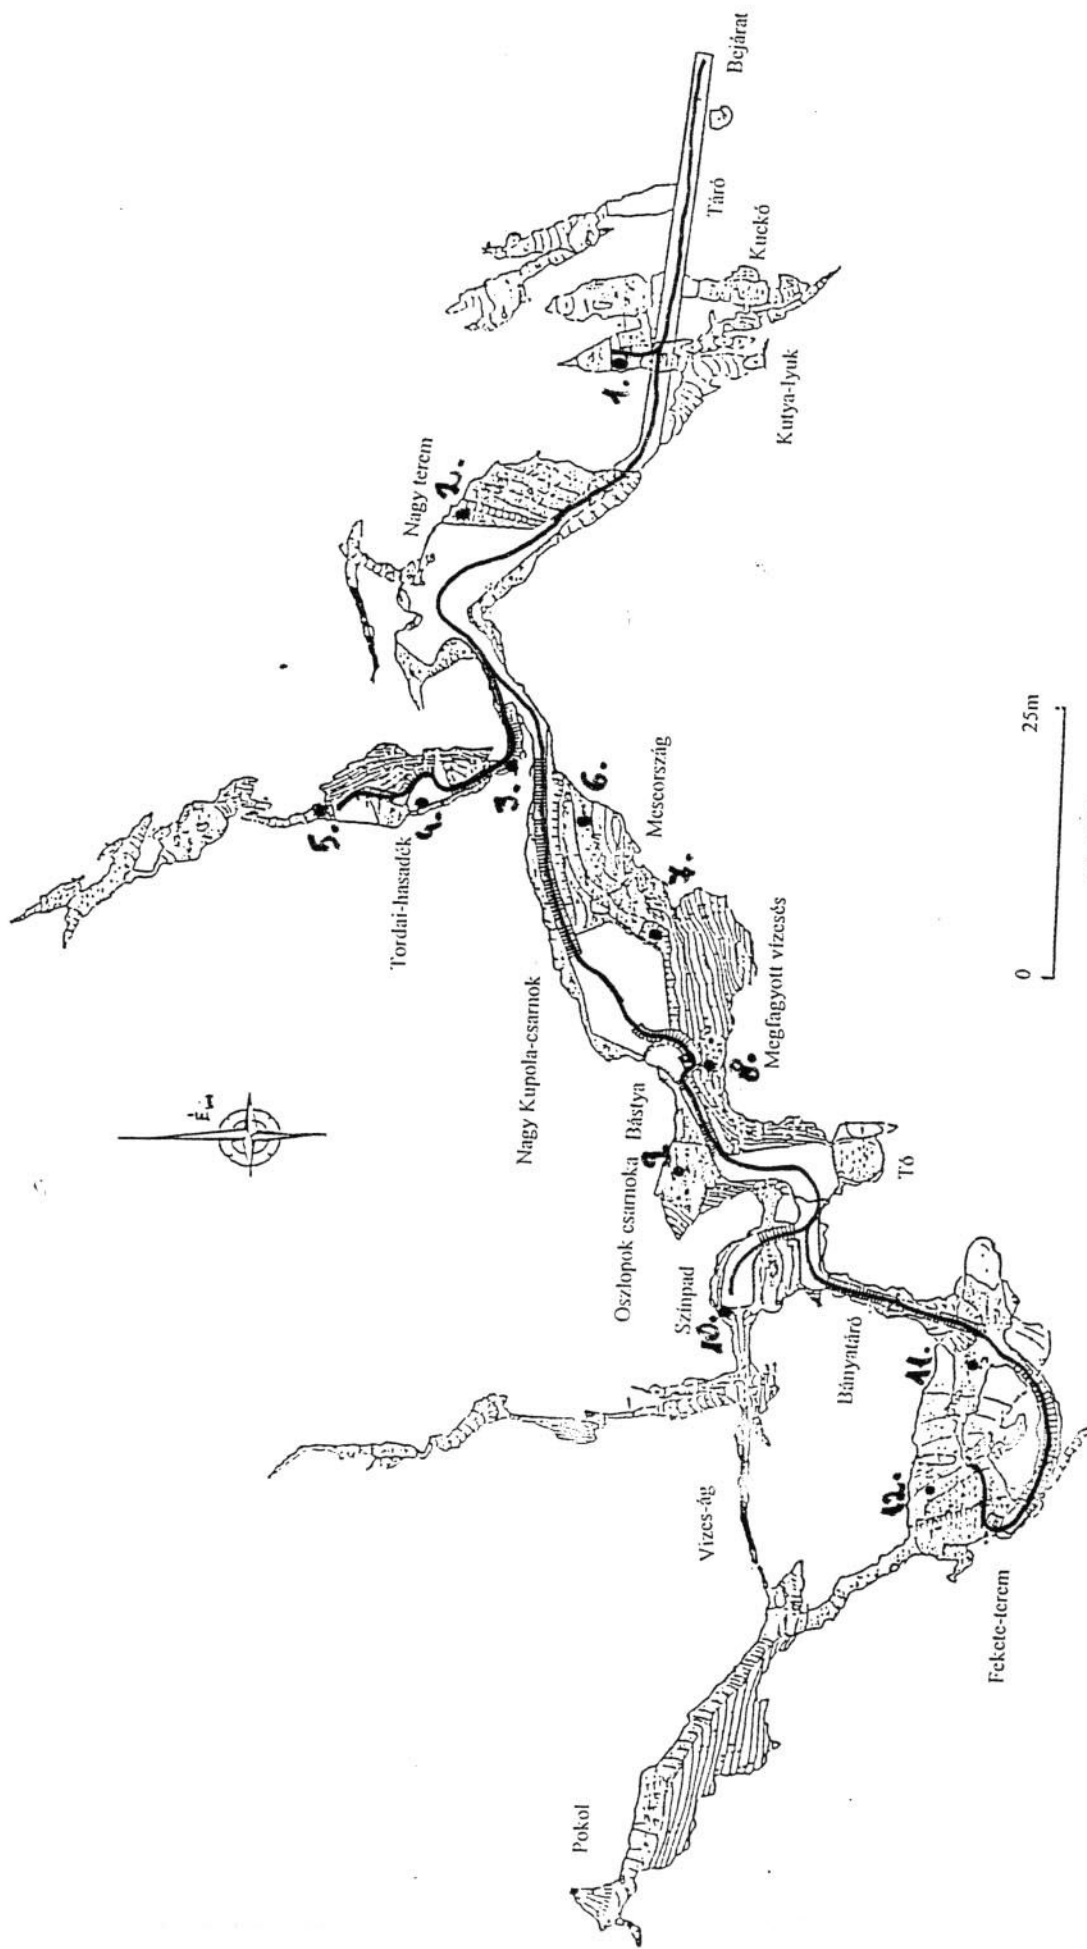 Bejárat
Táró
Kuckó
Kutya-lyuk
1.
Nagy terem
2.
Tordai-hasadék
3.
4.
5.
Nagy Kupola-csarnok
6.
Meseország
7.
Megfagyott vízesés
8.
Bástya
Oszlopok csarnoka
9.
Tó
Színpad
10.
Bányatáró
11.
12.
Vizes-ág
Fekete-terem
Pokol
É
0
25m